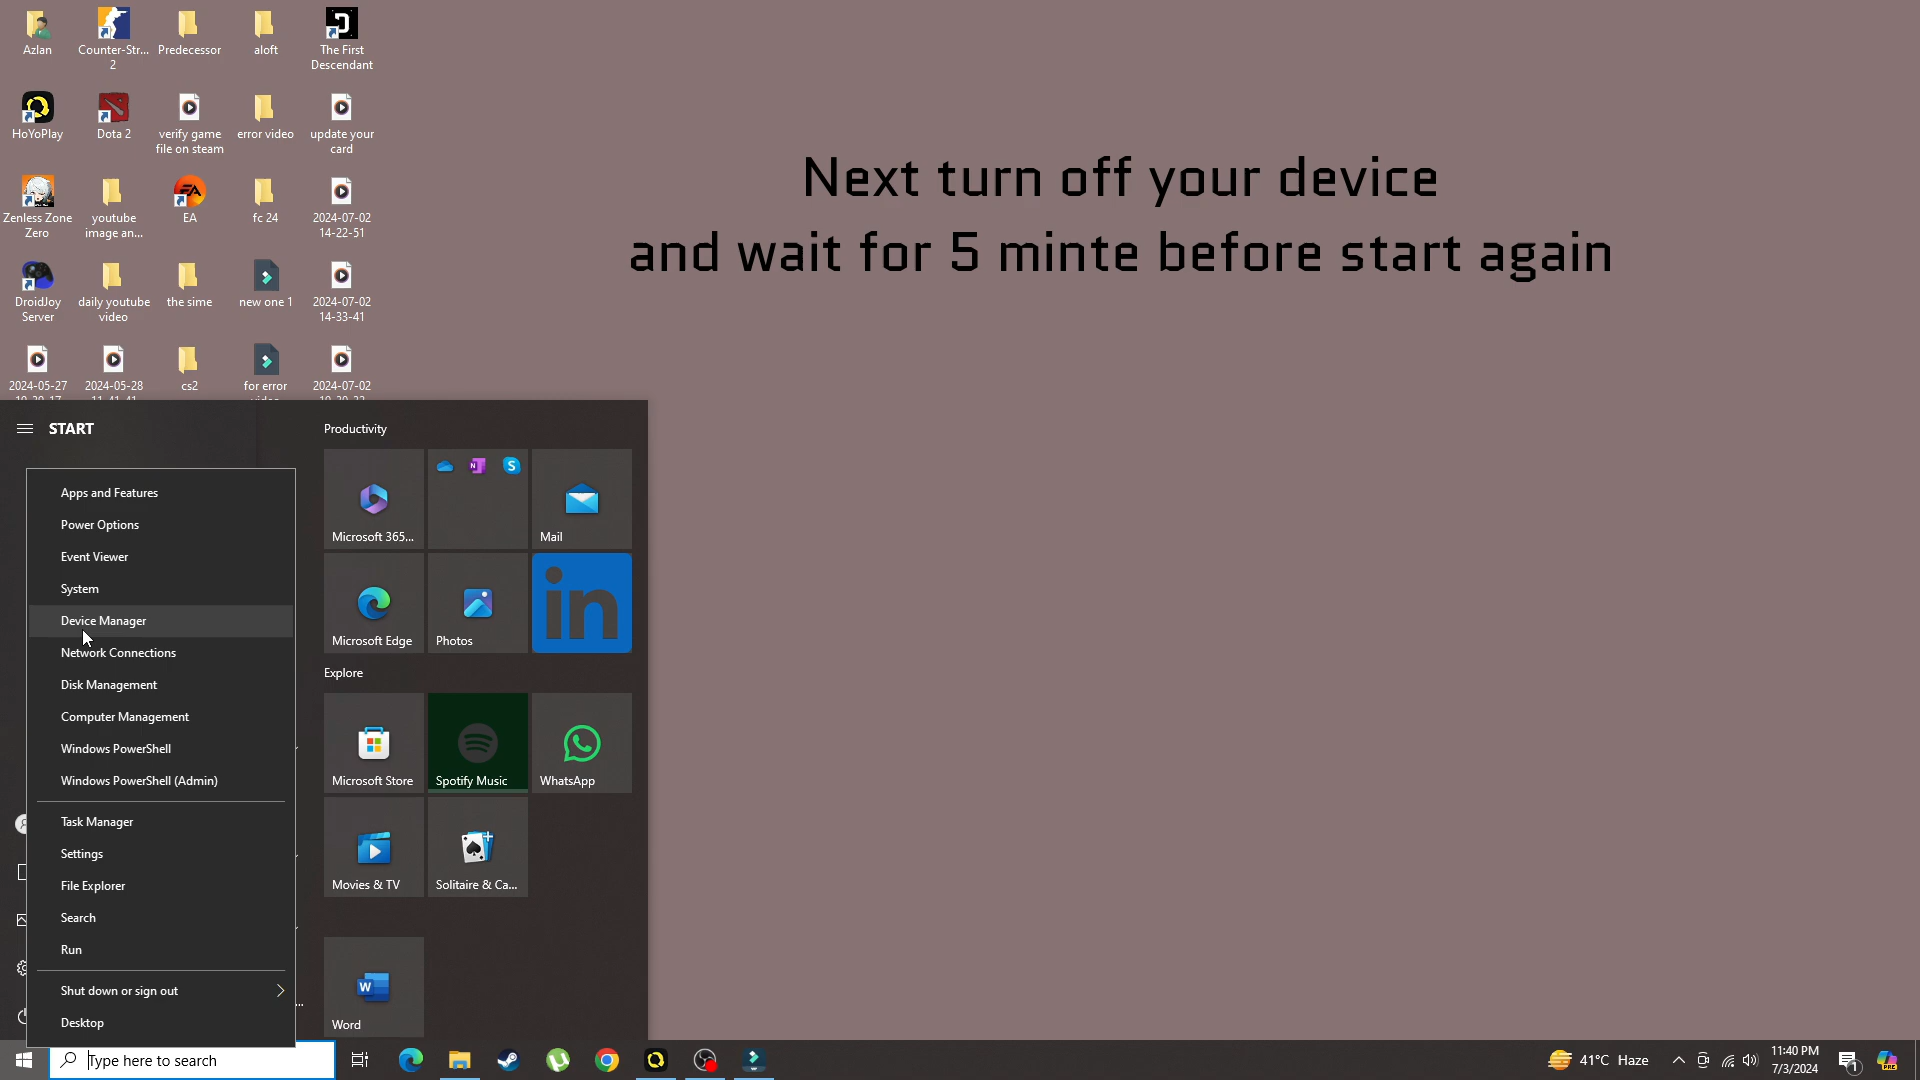 Azlan
Counter-Str...
2
Predecessor
aloft
The First
Descendant
HoYoPlay
Dota 2
verify game
file on steam
error video
update your
card
Zenless Zone
Zero
youtube
image an...
EA
fc 24
2024-07-02
14-22-51
DroidJoy
Server
daily youtube
video
the sime
new one 1
2024-07-02
14-33-41
2024-05-27
2024-05-28
cs2
for error
2024-07-02
Next turn off your device
and wait for 5 minte before start again
START
Apps and Features
Power Options
Event Viewer
System
Device Manager
Network Connections
Disk Management
Computer Management
Windows PowerShell
Windows PowerShell (Admin)
Task Manager
Settings
File Explorer
Search
Run
Shut down or sign out
Desktop
Productivity
Microsoft 365...
Mail
Microsoft Edge
Photos
in
Explore
Microsoft Store
Spotify Music
WhatsApp
Movies & TV
Solitaire & Ca...
Word
Type here to search
41°C Haze
11:40 PM
7/3/2024
1